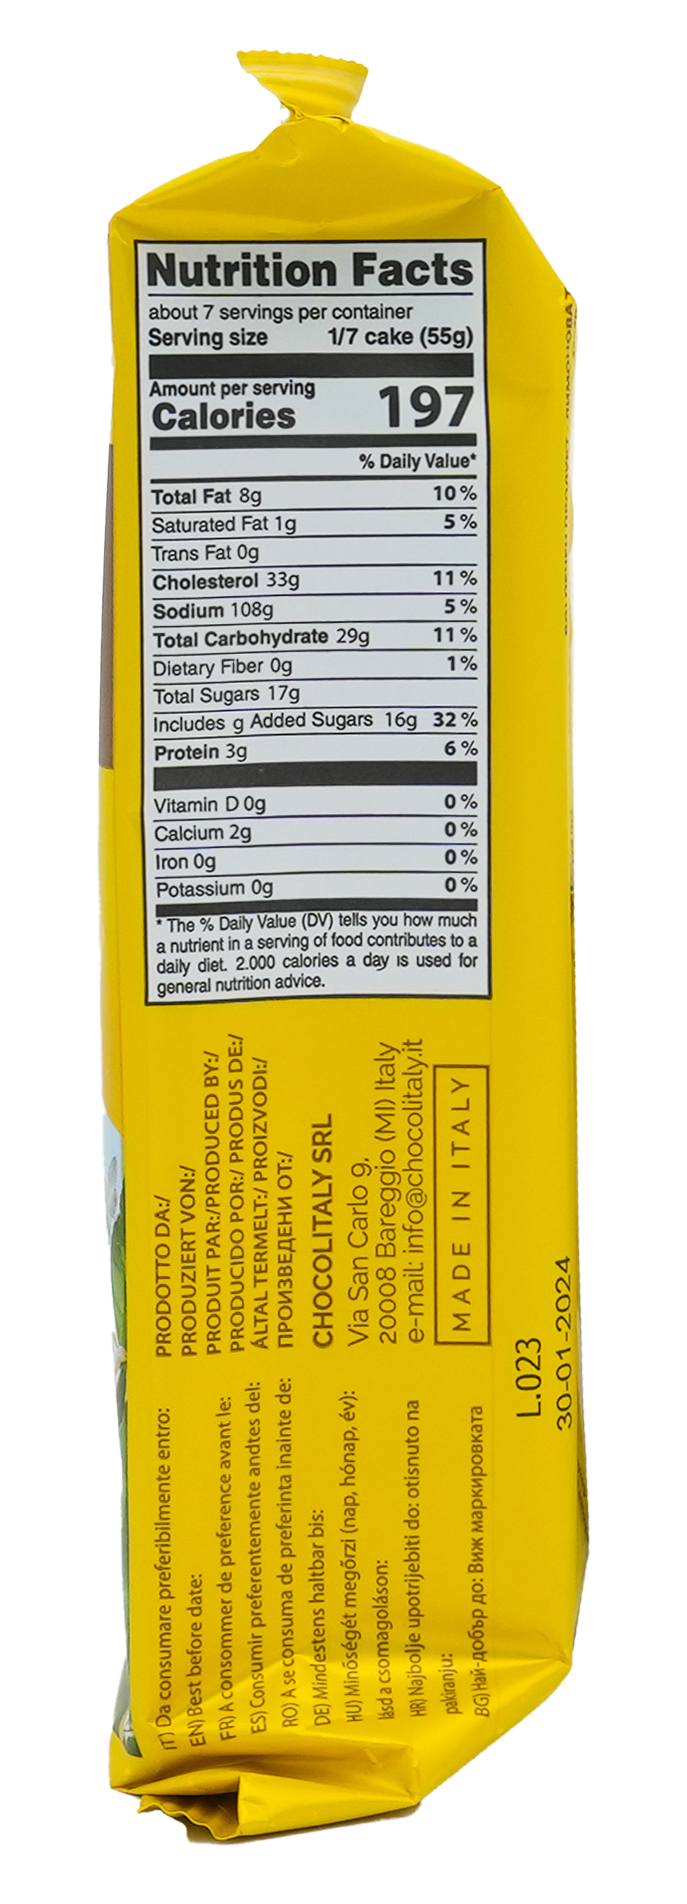 Nutrition Facts
about 7 servings per container
Serving size 1/7 cake (55g)
Amount per serving
Calories 197
% Daily Value*
Total Fat 8g 10%
Saturated Fat 1g 5%
Trans Fat 0g
Cholesterol 33g 11%
Sodium 108g 5%
Total Carbohydrate 29g 11%
Dietary Fiber 0g 1%
Total Sugars 17g
Includes g Added Sugars 16g 32%
Protein 3g 6%
Vitamin D 0g 0%
Calcium 2g 0%
Iron 0g 0%
Potassium 0g 0%
* The % Daily Value (DV) tells you how much
a nutrient in a serving of food contributes to a
daily diet. 2.000 calories a day is used for
general nutrition advice.
PRODOTTO DA:/
PRODUZIERT VON:/
PRODUIT PAR:/PRODUCED BY:/
PRODUCIDO POR:/ PRODUS DE:/
ÁLTAL TERMELT:/ PROIZVODI:/
ПРОИЗВЕДЕНИ ОТ:/
CHOCOLITALY SRL
Via San Carlo 9,
20008 Bareggio (MI) Italy
e-mail: info@chocolitaly.it
MADE IN ITALY
IT) Da consumare preferibilmente entro:
EN) Best before date:
FR) A consommer de preference avant le:
ES) Consumir preferentemente andtes del:
RO) A se consuma de preferinta inainte de:
DE) Mindestens haltbar bis:
HU) Minőségét megőrzi (nap, hónap, év):
lásd a csomagoláson:
HR) Najbolje upotrijebiti do: otisnuto na
pakiranju:
BG) Най-добър до: Виж маркировката
L.023
30-01-2024